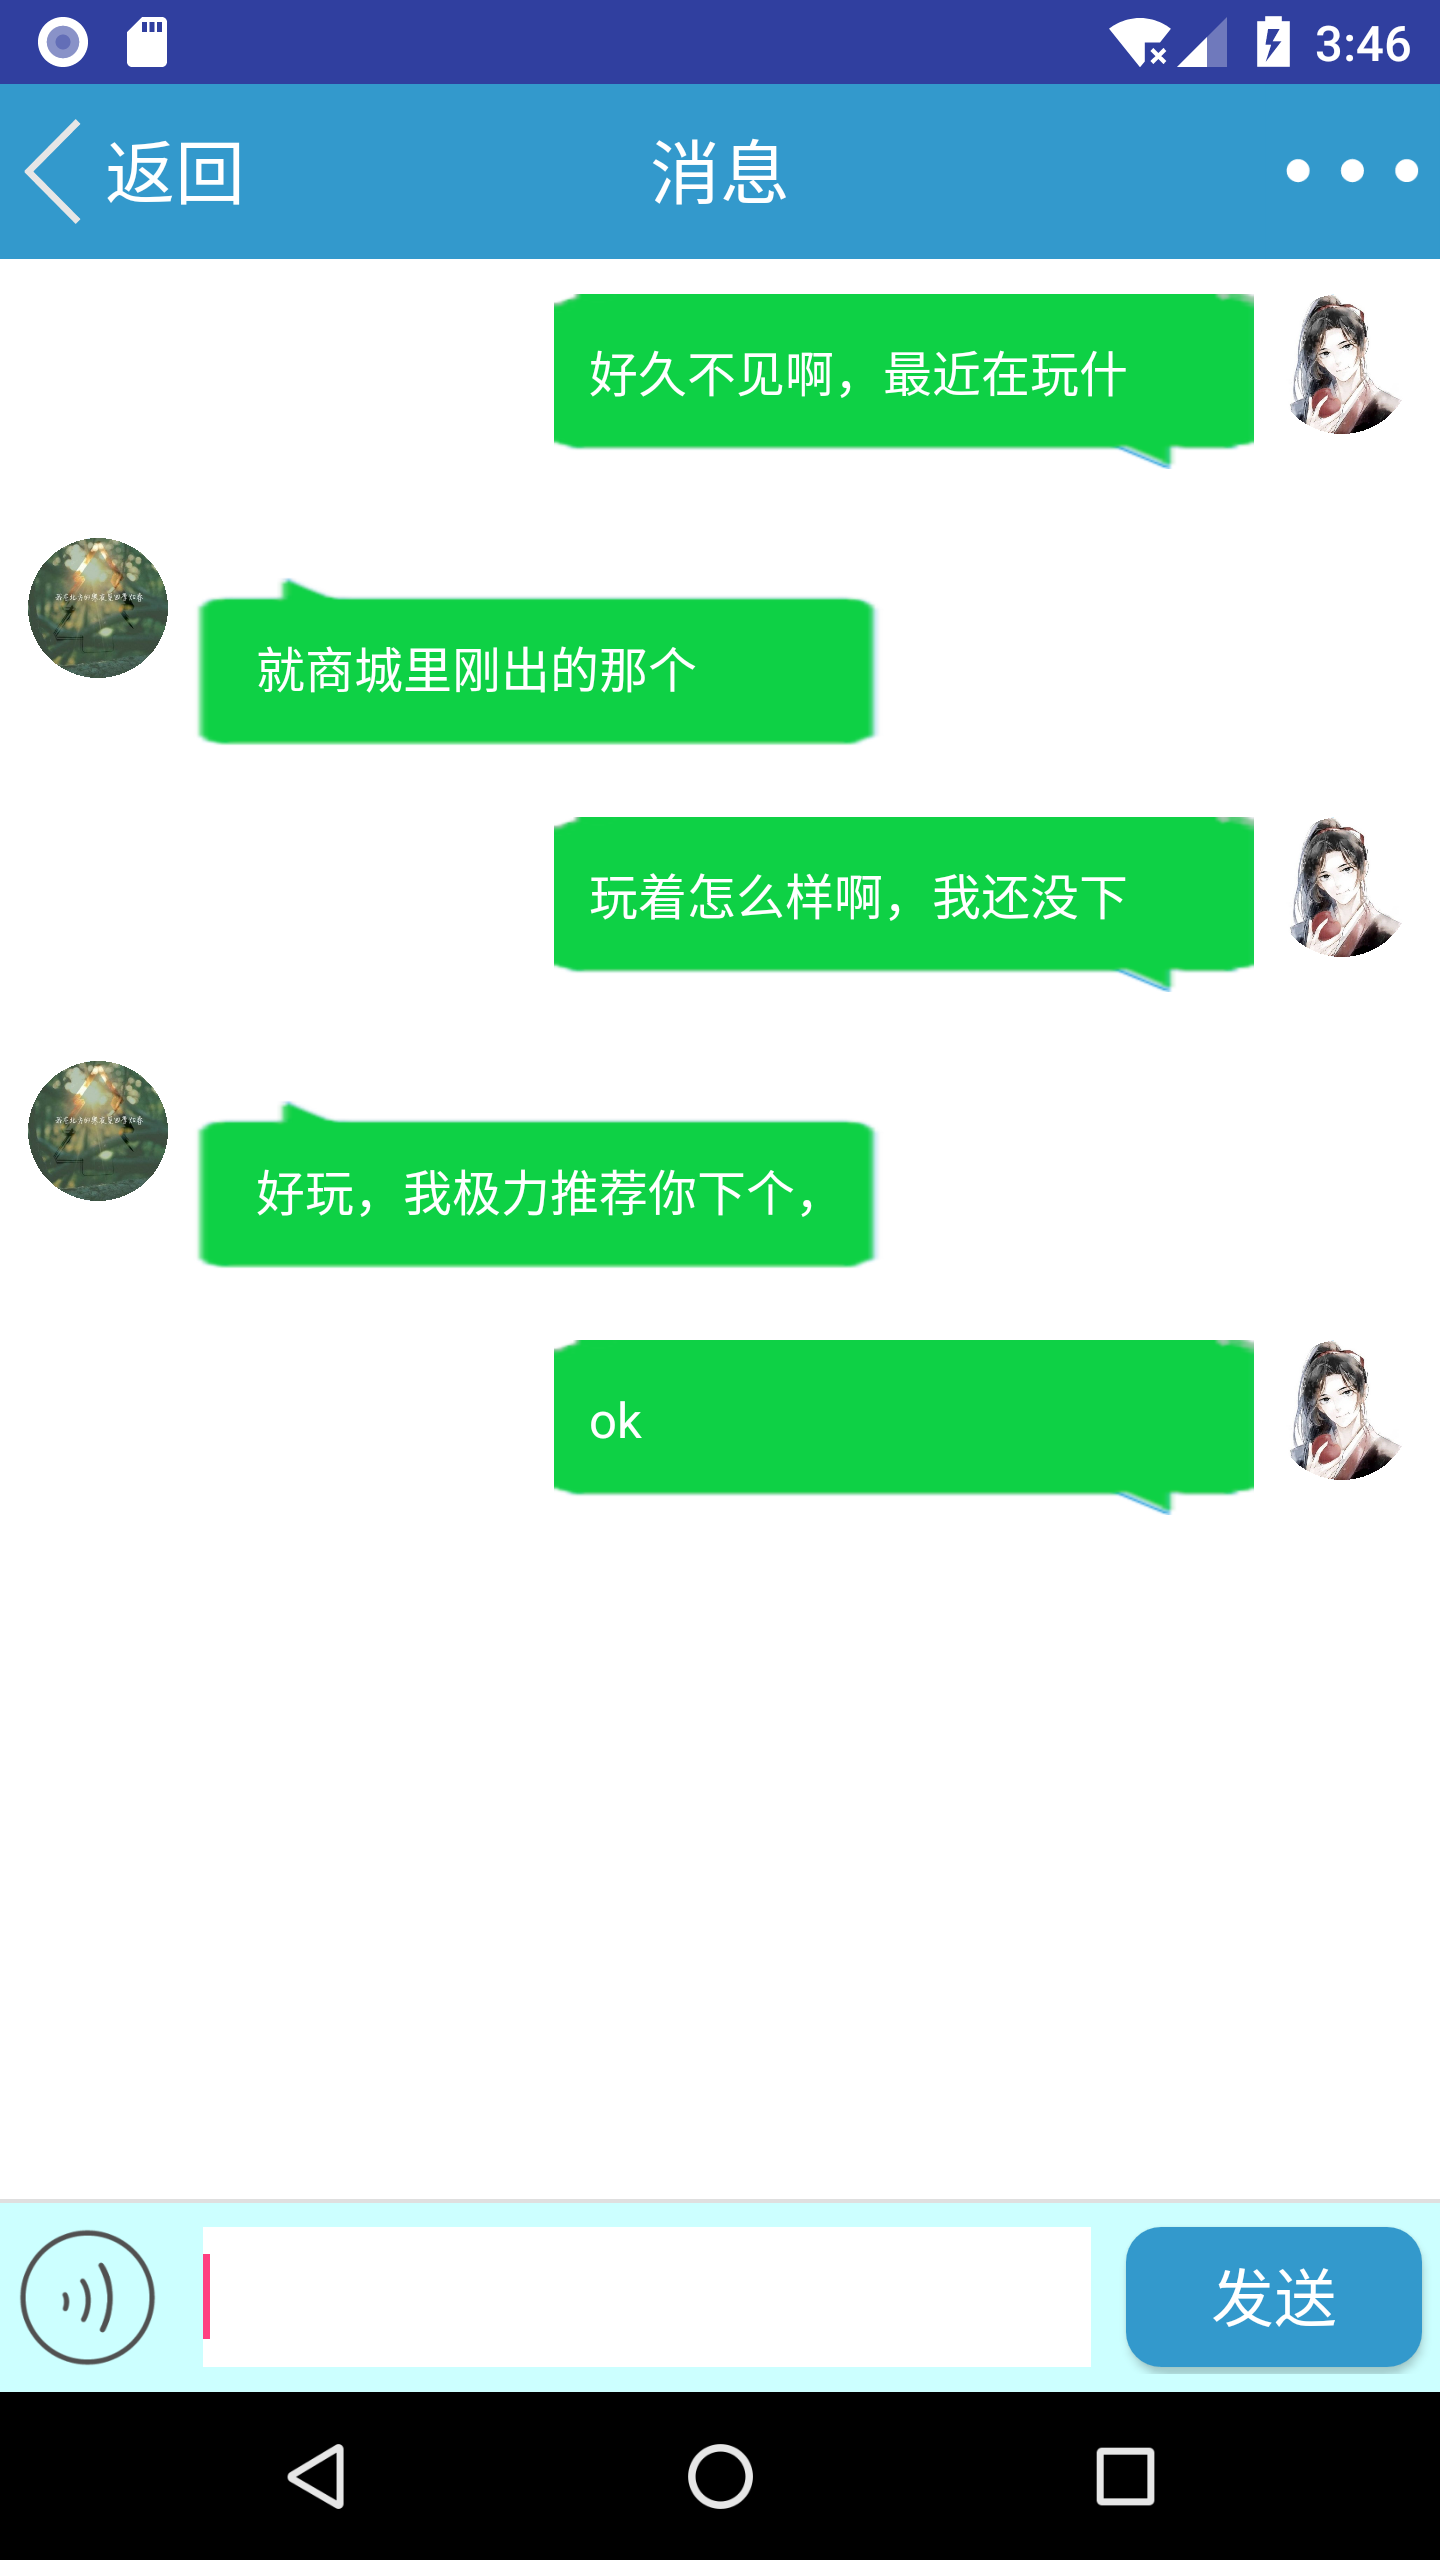 3:46
返回
消息
好久不见啊，最近在玩什
就商城里刚出的那个
玩着怎么样啊，我还没下
好玩，我极力推荐你下个，
ok
发送